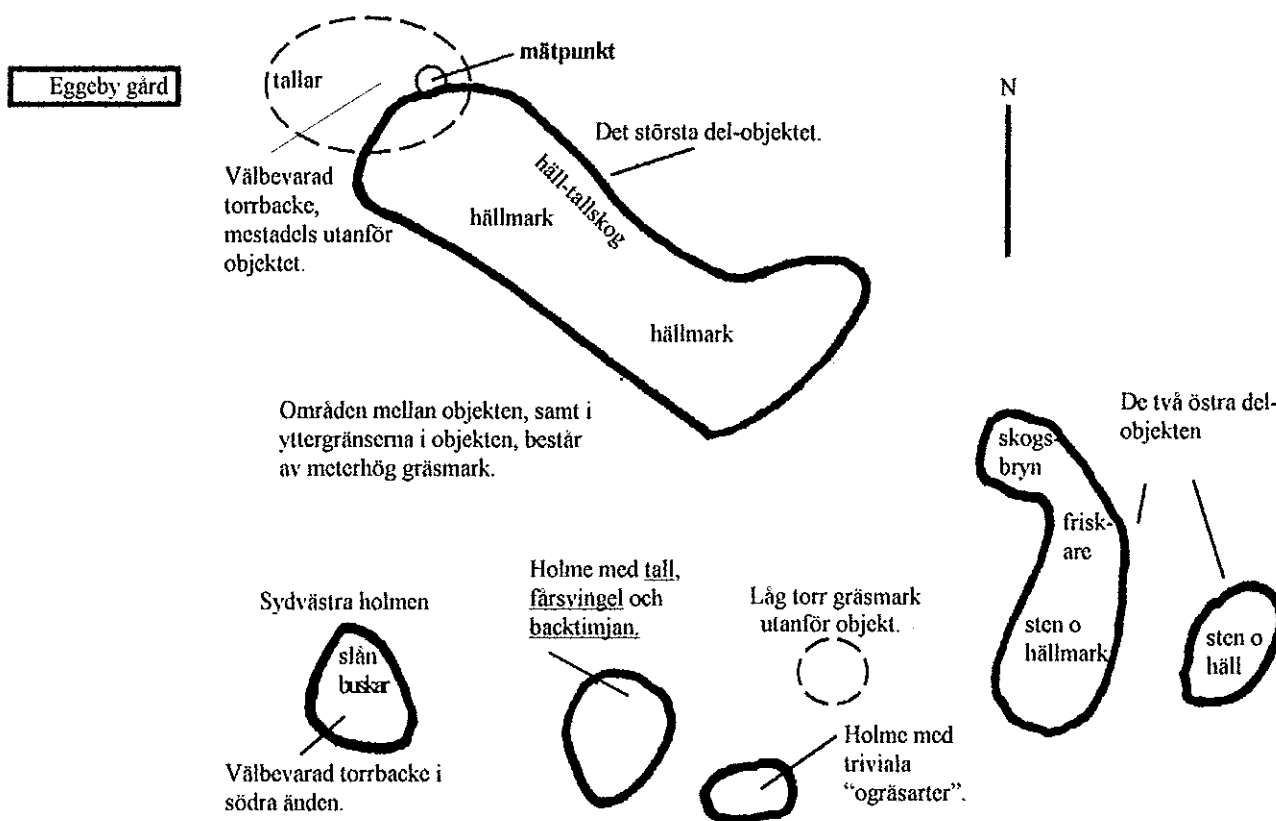 Eggeby gård
tallar
mätpunkt
N
Det största del-objektet.
Välbevarad
torrbacke,
mestadels utanför
objektet.
häll-tallskog
hällmark
hällmark
Områden mellan objekten, samt i
yttergränserna i objekten, består
av meterhög gräsmark.
De två östra del-
objekten
skogs-
bryn
frisk-
are
sten o
hällmark
sten o
häll
Sydvästra holmen
slån
buskar
Välbevarad torrbacke i
södra änden.
Holme med tall,
fårsvingel och
backtimjan.
Låg torr gräsmark
utanför objekt.
Holme med
triviala
“ogräsarter”.